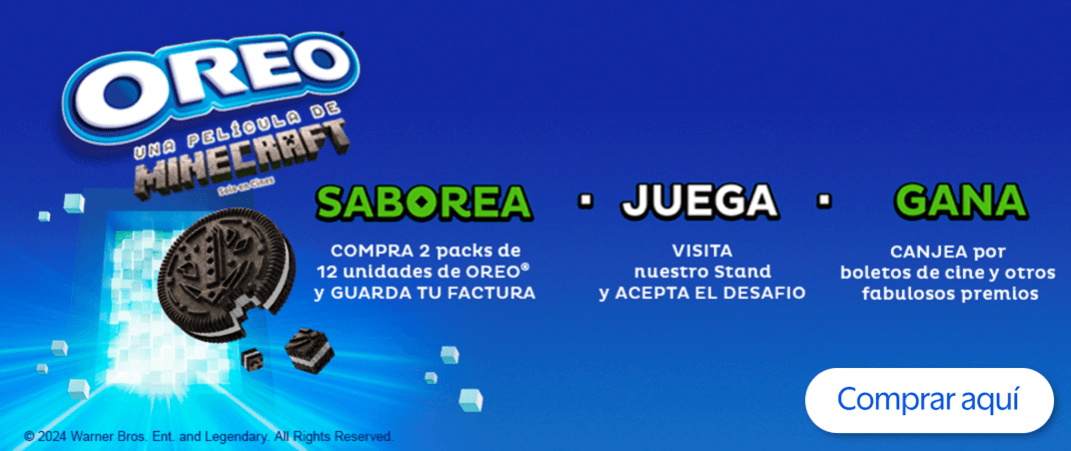 OREO
UNA PELÍCULA DE
MINECRAFT
Solo en Cines
SABOREA · JUEGA · GANA
COMPRA 2 packs de
12 unidades de OREO®
y GUARDA TU FACTURA
VISITA
nuestro Stand
y ACEPTA EL DESAFIO
CANJEA por
boletos de cine y otros
fabulosos premios
Comprar aquí
© 2024 Warner Bros. Ent. and Legendary. All Rights Reserved.